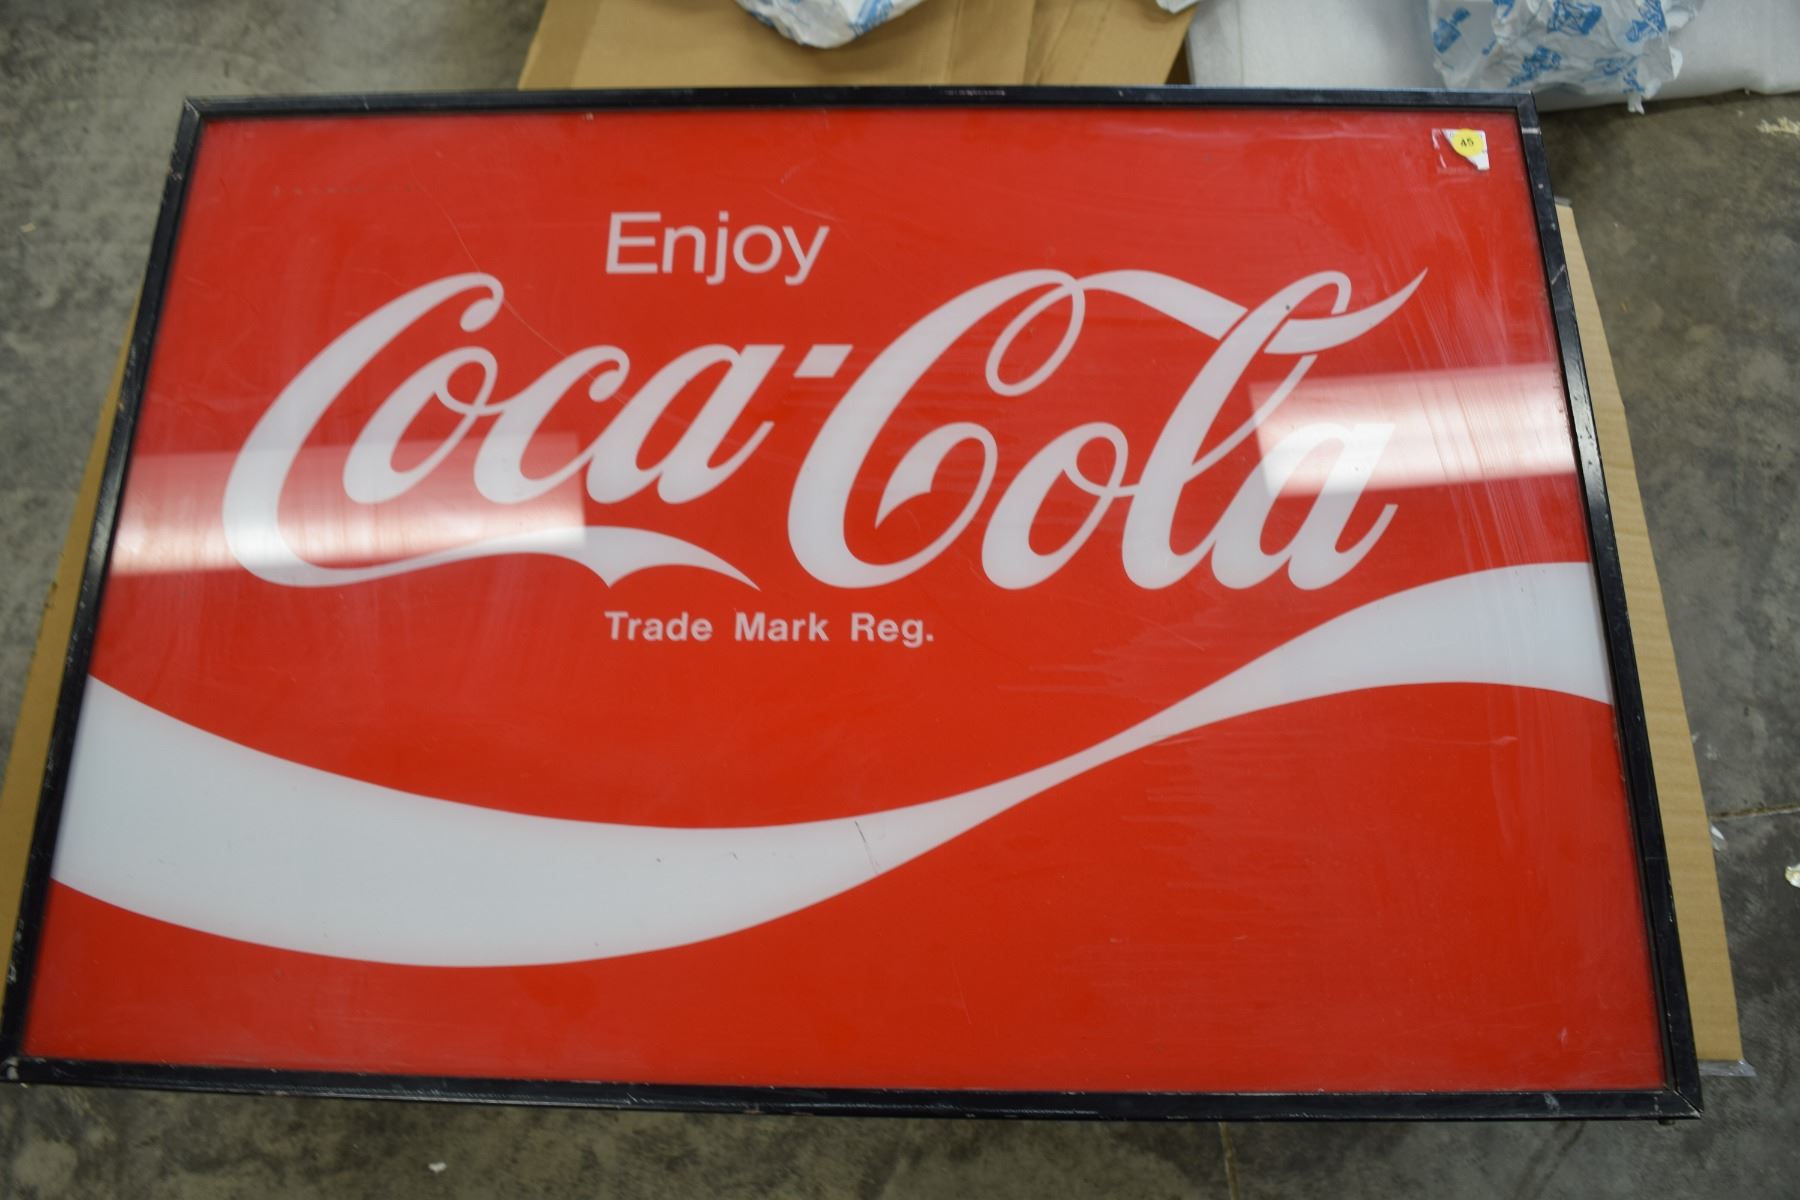 45
Enjoy
Coca-Cola
Trade Mark Reg.